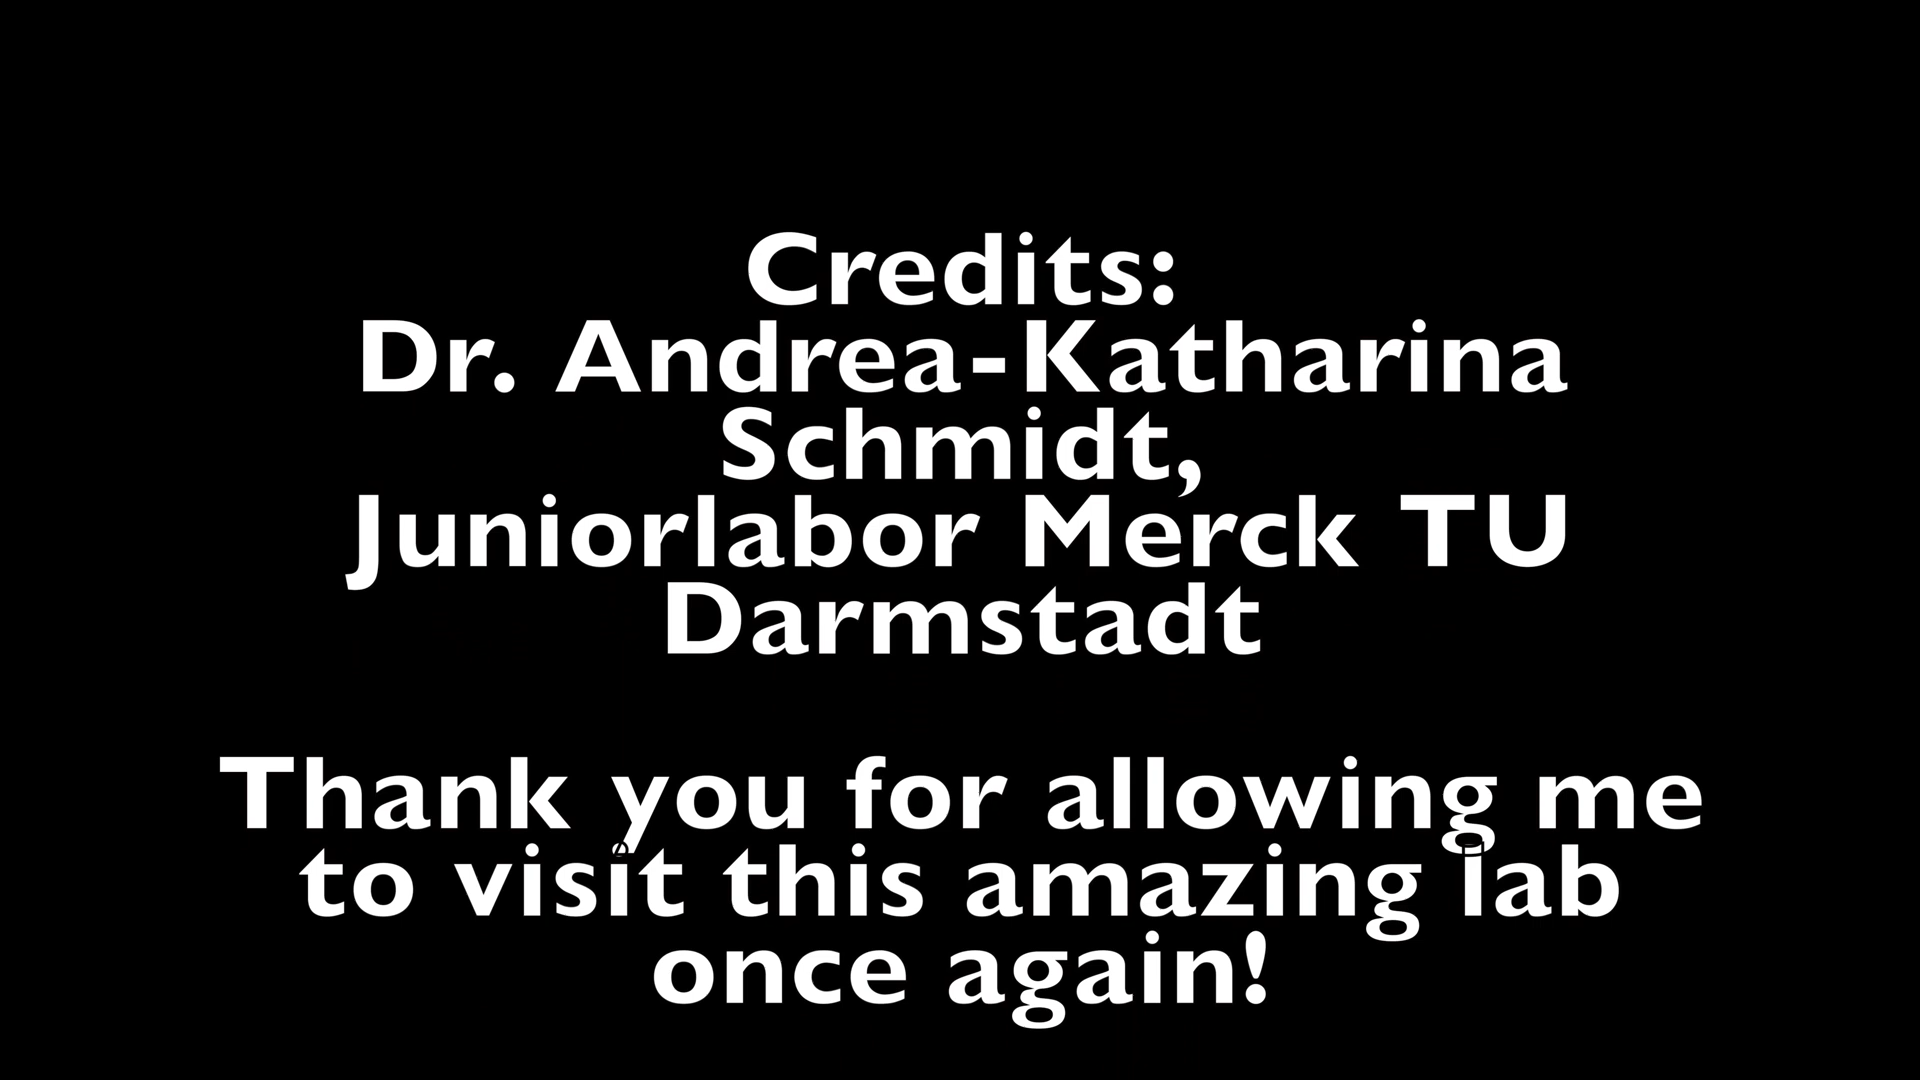 Credits:
Dr. Andrea-Katharina
Schmidt,
Juniorlabor Merck TU
Darmstadt
Thank you for allowing me
to visit this amazing lab
once again!